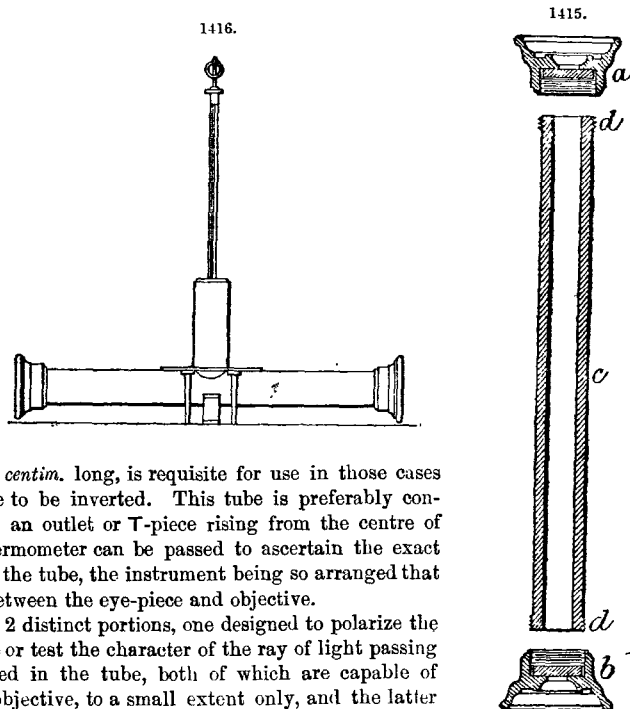 1416.
1415.
a
d
c
d
b
centim. long, is requisite for use in those cases
e to be inverted. This tube is preferably con-
an outlet or T-piece rising from the centre of
ermometer can be passed to ascertain the exact
the tube, the instrument being so arranged that
etween the eye-piece and objective.
2 distinct portions, one designed to polarize the
or test the character of the ray of light passing
ed in the tube, both of which are capable of
objective, to a small extent only, and the latter